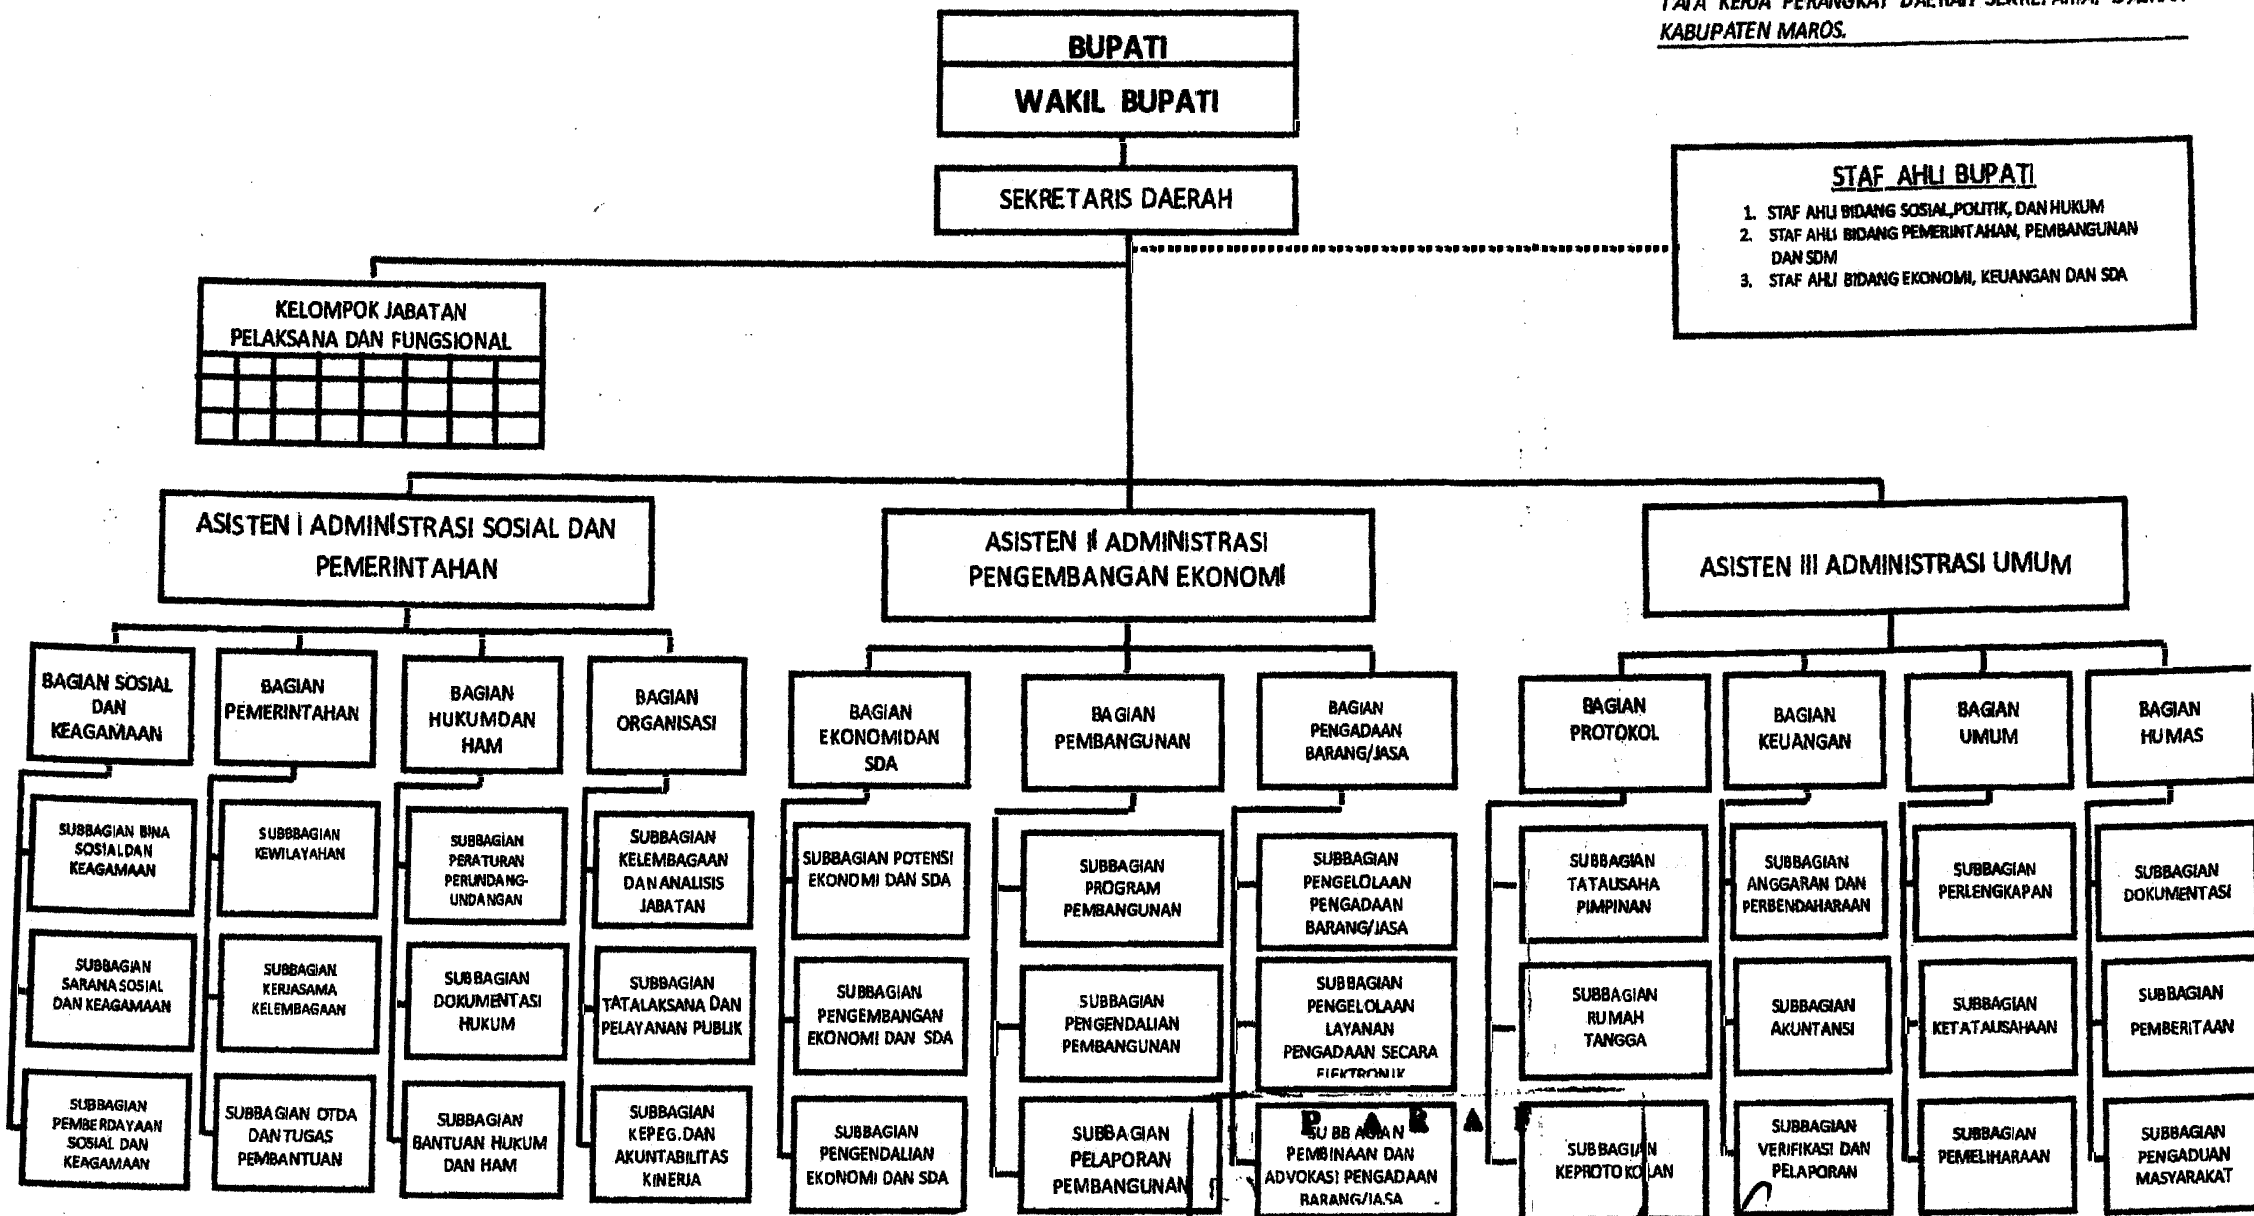 TATA KERJA PERANGKAT DAERAH SEKRETARIAT DAERAH
KABUPATEN MAROS.
BUPATI
WAKIL BUPATI
SEKRETARIS DAERAH
STAF AHLI BUPATI
1. STAF AHLI BIDANG SOSIAL,POLITIK, DAN HUKUM
2. STAF AHLI BIDANG PEMERINTAHAN, PEMBANGUNAN
DAN SDM
3. STAF AHLI BIDANG EKONOMI, KEUANGAN DAN SDA
KELOMPOK JABATAN
PELAKSANA DAN FUNGSIONAL
ASISTEN I ADMINISTRASI SOSIAL DAN
PEMERINTAHAN
ASISTEN II ADMINISTRASI
PENGEMBANGAN EKONOMI
ASISTEN III ADMINISTRASI UMUM
BAGIAN SOSIAL
DAN
KEAGAMAAN
BAGIAN
PEMERINTAHAN
BAGIAN
HUKUMDAN
HAM
BAGIAN
ORGANISASI
BAGIAN
EKONOMIDAN
SDA
BAGIAN
PEMBANGUNAN
BAGIAN
PENGADAAN
BARANG/JASA
BAGIAN
PROTOKOL
BAGIAN
KEUANGAN
BAGIAN
UMUM
BAGIAN
HUMAS
SUBBAGIAN BINA
SOSIALDAN
KEAGAMAAN
SUBBBAGIAN
KEWILAYAHAN
SUBBAGIAN
PERATURAN
PERUNDANG-
UNDANGAN
SUBBAGIAN
KELEMBAGAAN
DANANALISIS
JABATAN
SUBBAGIAN POTENSI
EKONOMI DAN SDA
SUBBAGIAN
PROGRAM
PEMBANGUNAN
SUBBAGIAN
PENGELOLAAN
PENGADAAN
BARANG/JASA
SUBBAGIAN
TATAUSAHA
PIMPINAN
SUBBAGIAN
ANGGARAN DAN
PERBENDAHARAAN
SUBBAGIAN
PERLENGKAPAN
SUBBAGIAN
DOKUMENTASI
SUBBAGIAN
SARANA SOSIAL
DAN KEAGAMAAN
SUBBAGIAN
KERJASAMA
KELEMBAGAAN
SUBBAGIAN
DOKUMENTASI
HUKUM
SUBBAGIAN
TATALAKSANA DAN
PELAYANAN PUBLIK
SUBBAGIAN
PENGEMBANGAN
EKONOMI DAN SDA
SUBBAGIAN
PENGENDALIAN
PEMBANGUNAN
SUBBAGIAN
PENGELOLAAN
LAYANAN
PENGADAAN SECARA
ELEKTRONIK
SUBBAGIAN
RUMAH
TANGGA
SUBBAGIAN
AKUNTANSI
SUBBAGIAN
KETATAUSAHAAN
SUBBAGIAN
PEMBERITAAN
SUBBAGIAN
PEMBERDAYAAN
SOSIAL DAN
KEAGAMAAN
SUBBAGIAN OTDA
DANTUGAS
PEMBANTUAN
SUBBAGIAN
BANTUAN HUKUM
DAN HAM
SUBBAGIAN
KEPEG.DAN
AKUNTABILITAS
KINERJA
SUBBAGIAN
PENGENDALIAN
EKONOMI DAN SDA
SUBBAGIAN
PELAPORAN
PEMBANGUNAN
P A R A F
SUBBAGIAN
PEMBINAAN DAN
ADVOKASI PENGADAAN
BARANG/JASA
SUBBAGIAN
KEPROTOKOLAN
SUBBAGIAN
VERIFIKASI DAN
PELAPORAN
SUBBAGIAN
PEMELIHARAAN
SUBBAGIAN
PENGADUAN
MASYARAKAT